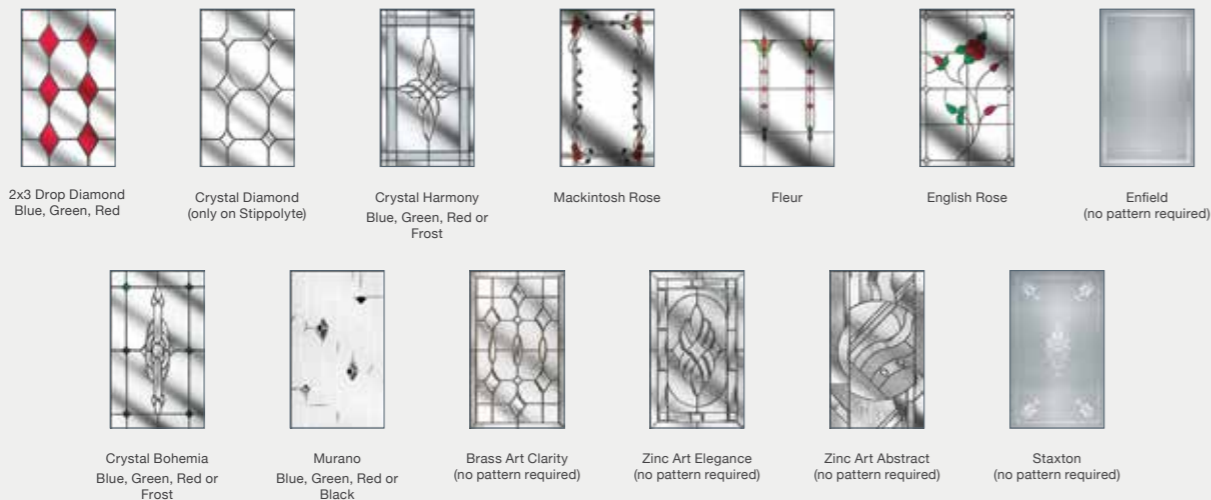 2x3 Drop Diamond
Blue, Green, Red
Crystal Diamond
(only on Stippolyte)
Crystal Harmony
Blue, Green, Red or
Frost
Mackintosh Rose
Fleur
English Rose
Enfield
(no pattern required)
Crystal Bohemia
Blue, Green, Red or
Frost
Murano
Blue, Green, Red or
Black
Brass Art Clarity
(no pattern required)
Zinc Art Elegance
(no pattern required)
Zinc Art Abstract
(no pattern required)
Staxton
(no pattern required)